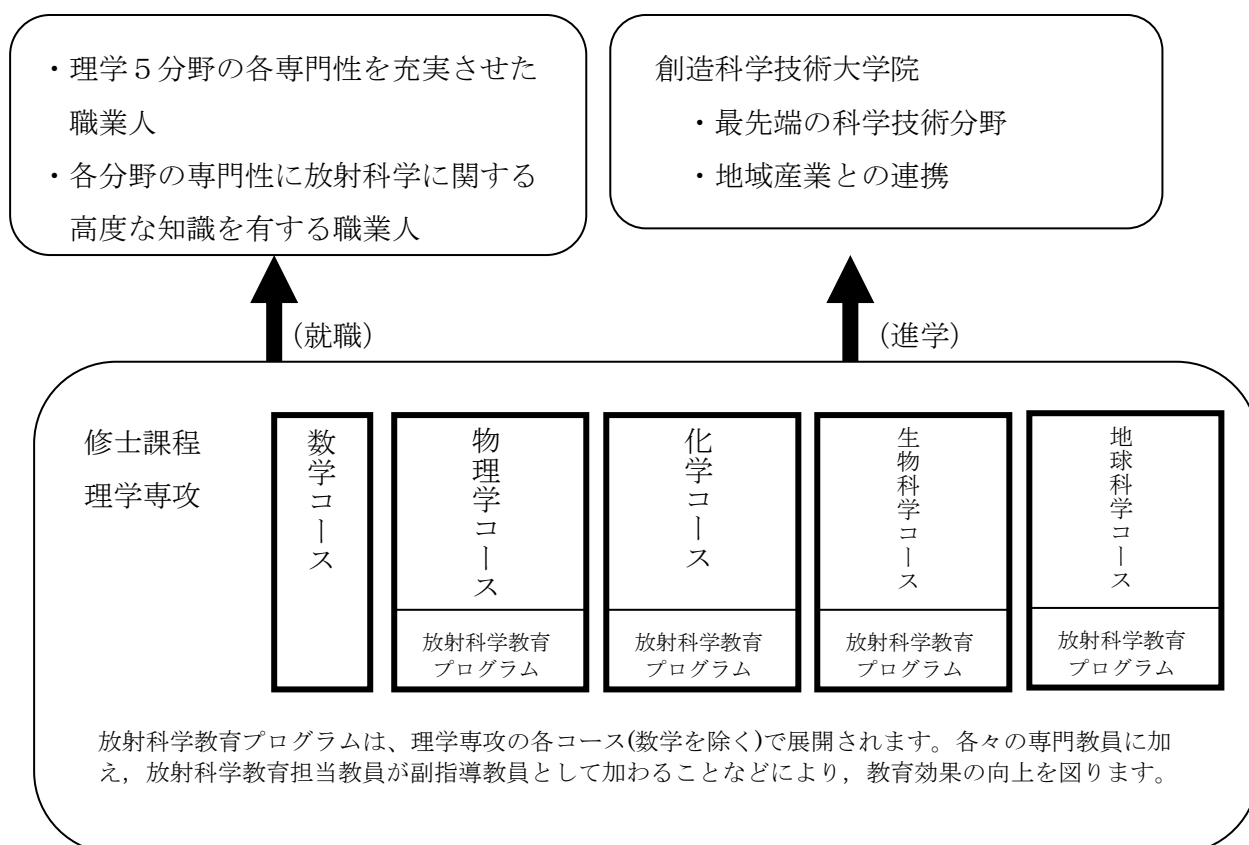 ・理学５分野の各専門性を充実させた
職業人
・各分野の専門性に放射科学に関する
高度な知識を有する職業人
創造科学技術大学院
・最先端の科学技術分野
・地域産業との連携
(就職)
(進学)
修士課程
理学専攻
数学コース
物理学コース
化学コース
生物科学コース
地球科学コース
放射科学教育
プログラム
放射科学教育
プログラム
放射科学教育
プログラム
放射科学教育
プログラム
放射科学教育プログラムは、理学専攻の各コース(数学を除く)で展開されます。各々の専門教員に加
え，放射科学教育担当教員が副指導教員として加わることなどにより，教育効果の向上を図ります。